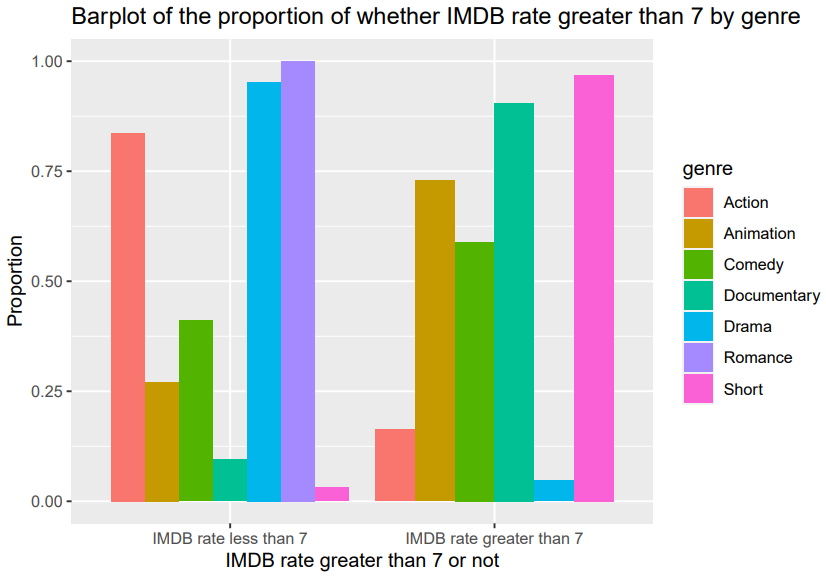 Barplot of the proportion of whether IMDB rate greater than 7 by genre
1.00
0.75
0.50
0.25
0.00
Proportion
IMDB rate less than 7
IMDB rate greater than 7
IMDB rate greater than 7 or not
genre
Action
Animation
Comedy
Documentary
Drama
Romance
Short